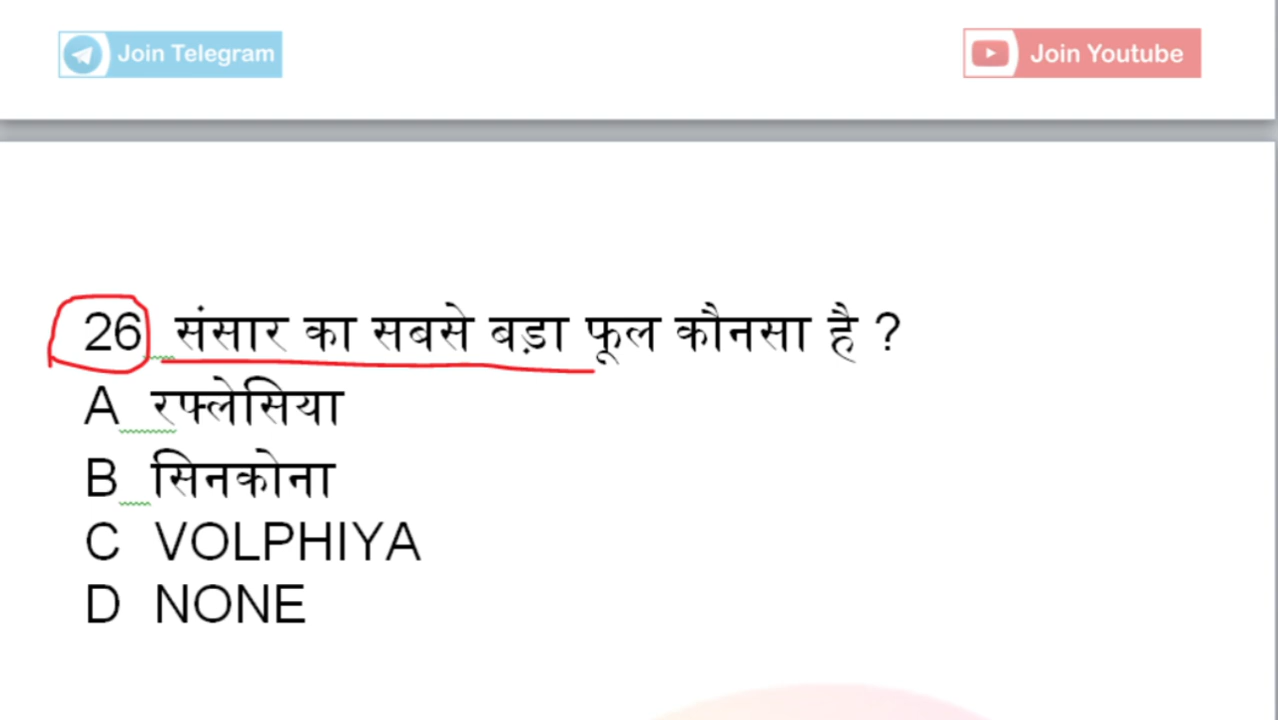 Join Telegram Join Youtube
26 संसार का सबसे बड़ा फूल कौनसा है ?
A रफ्लेसिया
B सिनकोना
C VOLPHIYA
D NONE